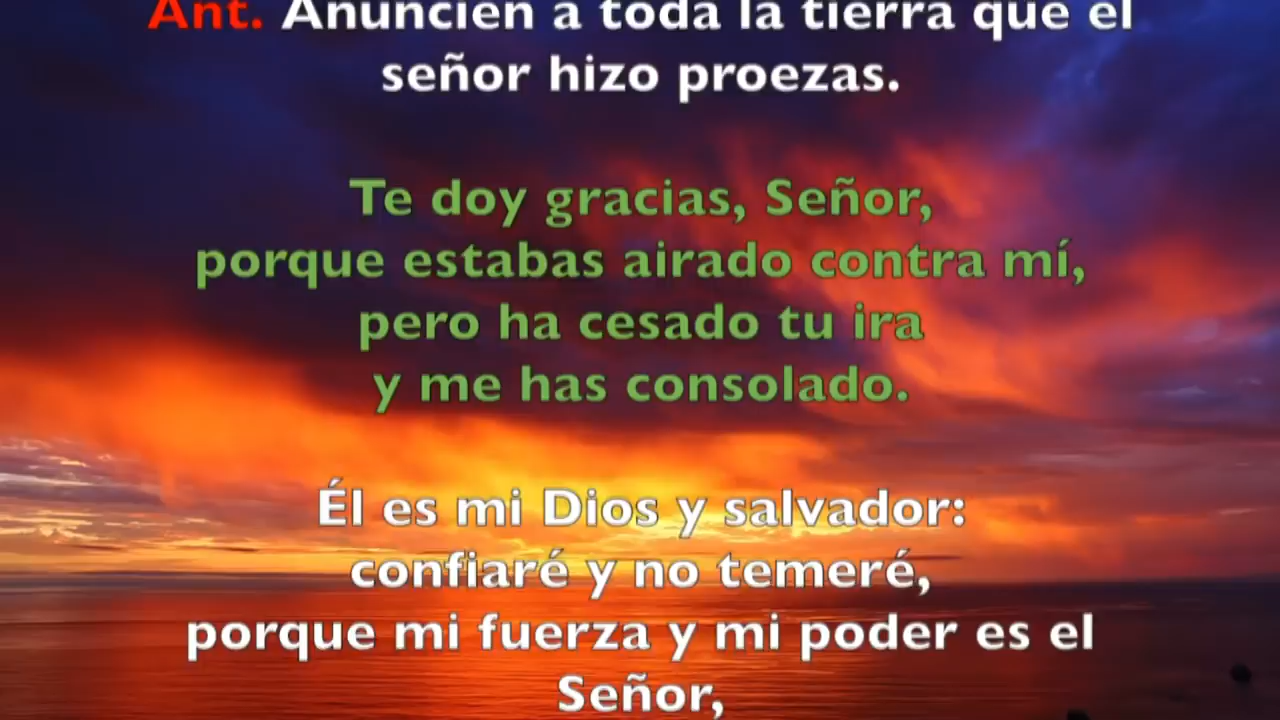 Ant. Anuncien a toda la tierra que el
señor hizo proezas.
Te doy gracias, Señor,
porque estabas airado contra mí,
pero ha cesado tu ira
y me has consolado.
Él es mi Dios y salvador:
confiaré y no temeré,
porque mi fuerza y mi poder es el
Señor,